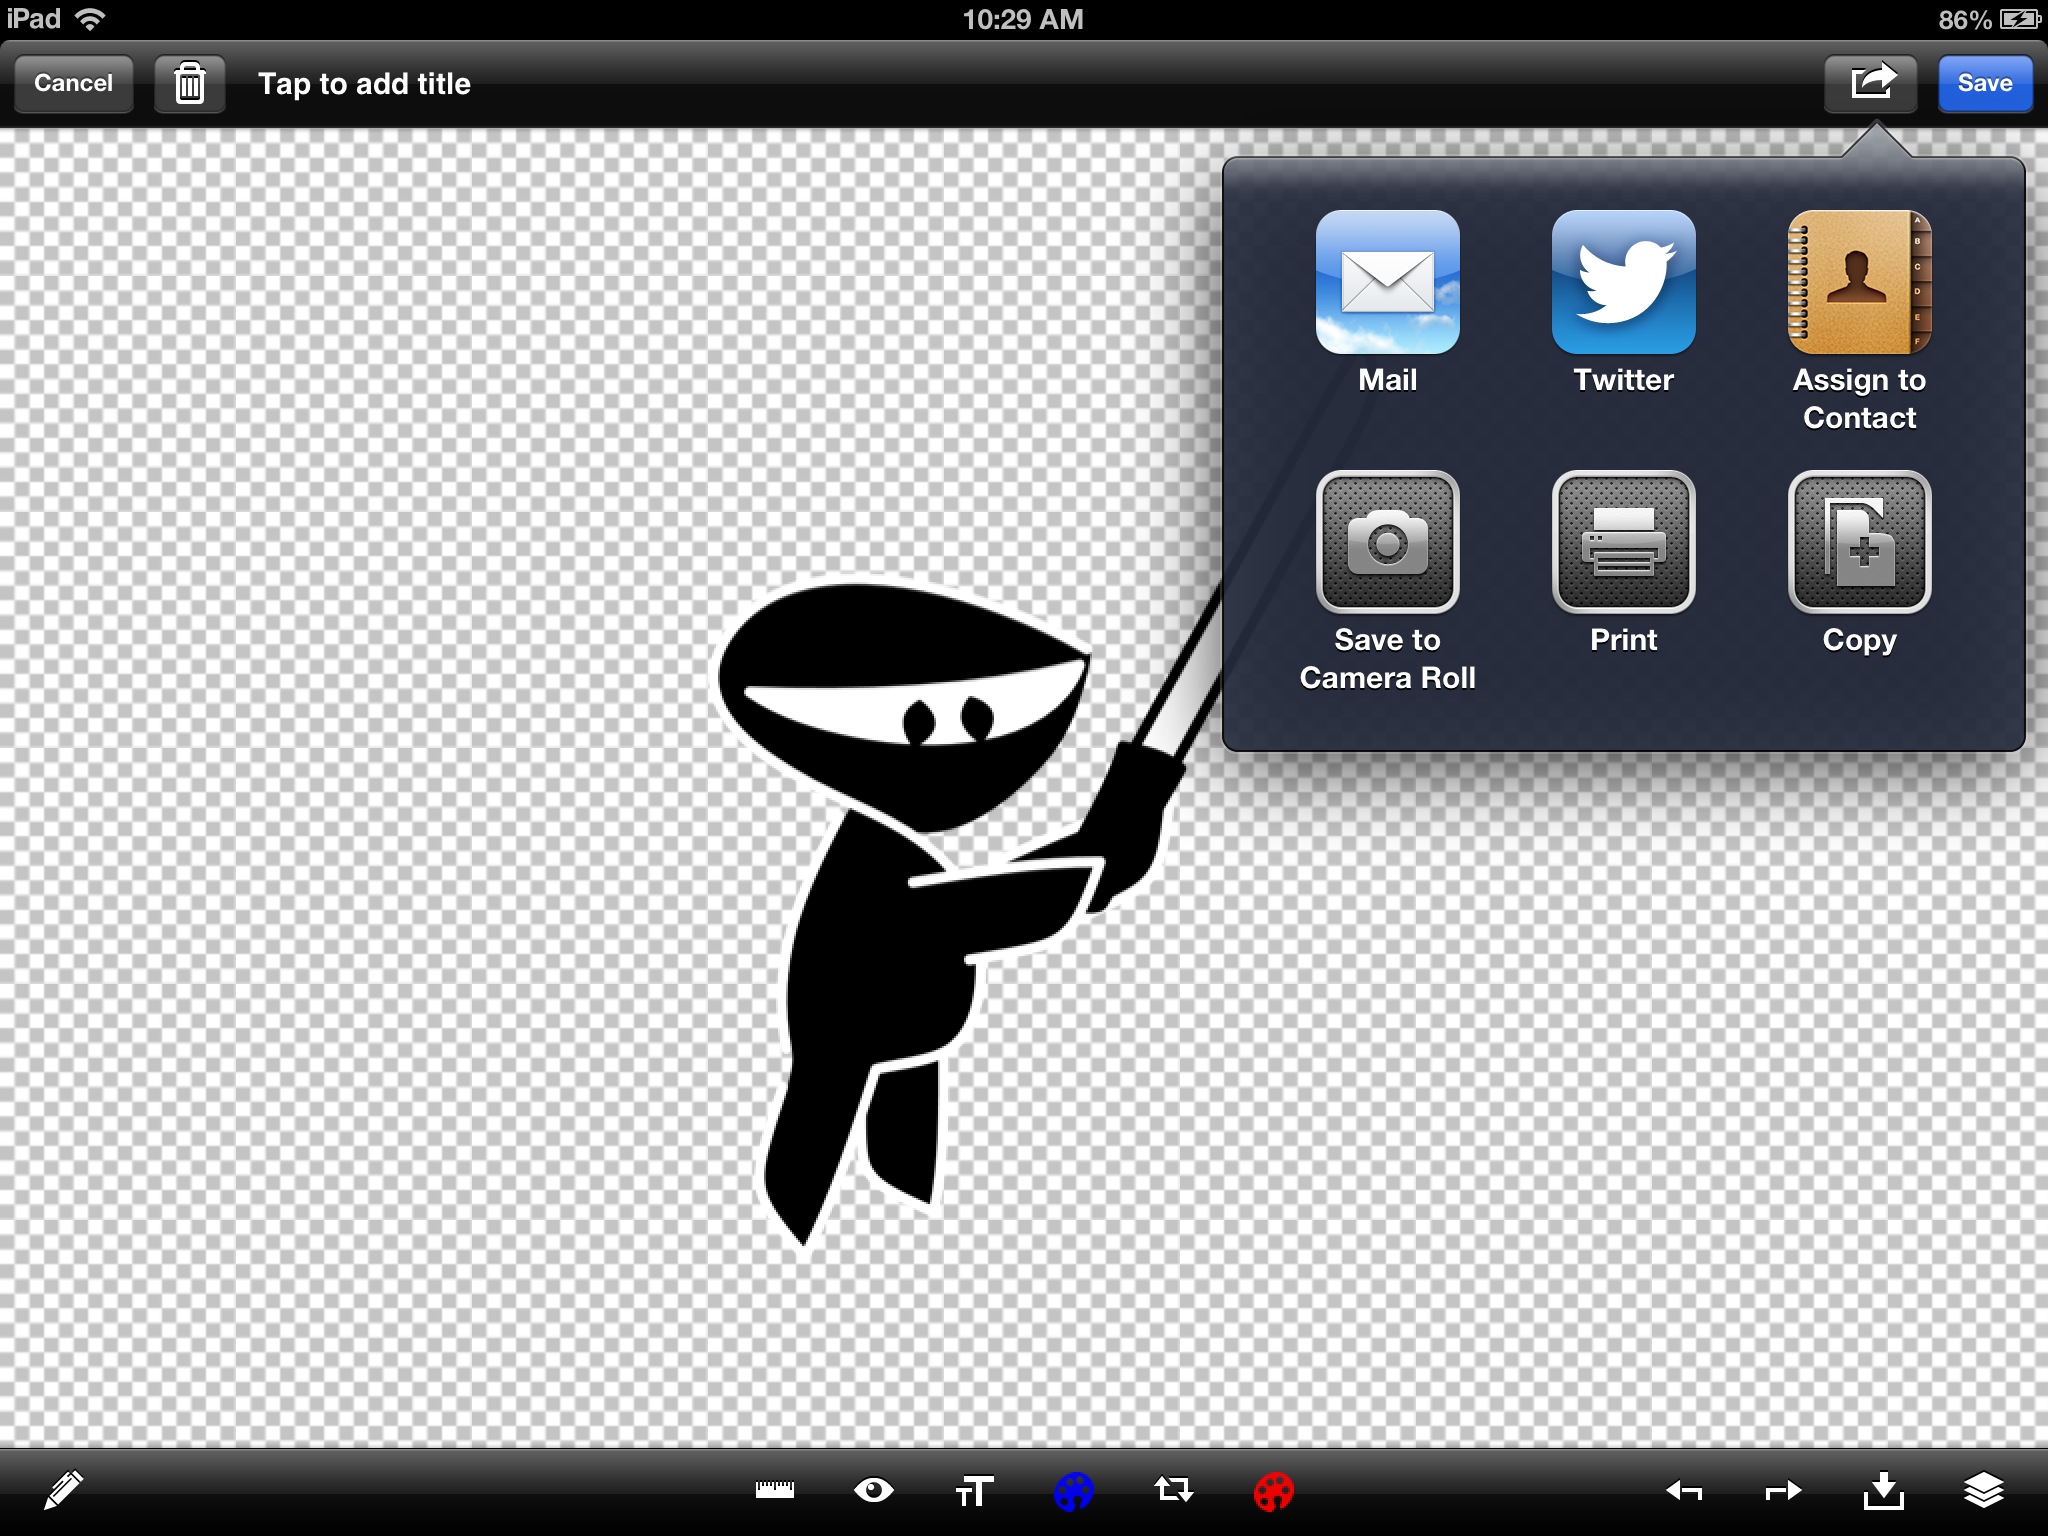 iPad
10:29 AM
86%
Cancel
Tap to add title
Save
Mail
Twitter
Assign to
Contact
A
B
C
D
E
F
Save to
Camera Roll
Print
Copy
TT